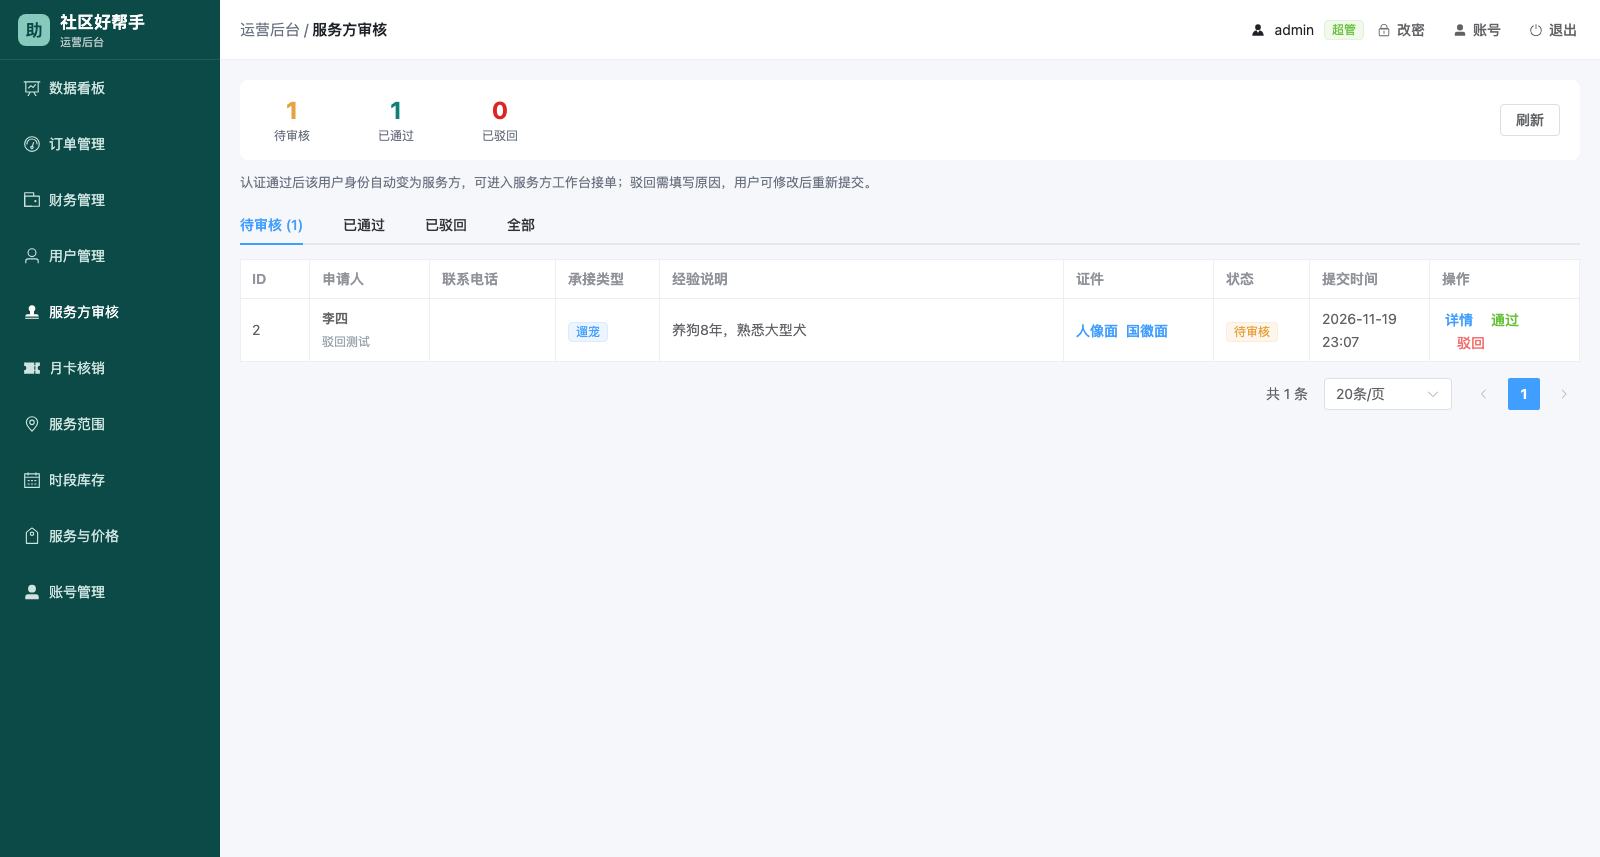 助
社区好帮手
运营后台
数据看板
订单管理
财务管理
用户管理
服务方审核
月卡核销
服务范围
时段库存
服务与价格
账号管理
运营后台 / 服务方审核
admin 超管 改密 账号 退出
1 1 0
待审核 已通过 已驳回
刷新
认证通过后该用户身份自动变为服务方，可进入服务方工作台接单；驳回需填写原因，用户可修改后重新提交。
待审核 (1) 已通过 已驳回 全部
ID 申请人 联系电话 承接类型 经验说明 证件 状态 提交时间 操作
2 李四 遛宠 养狗8年，熟悉大型犬 人像面 国徽面 待审核 2026-11-19 详情 通过
驳回测试 23:07 驳回
共 1 条 20条/页 1